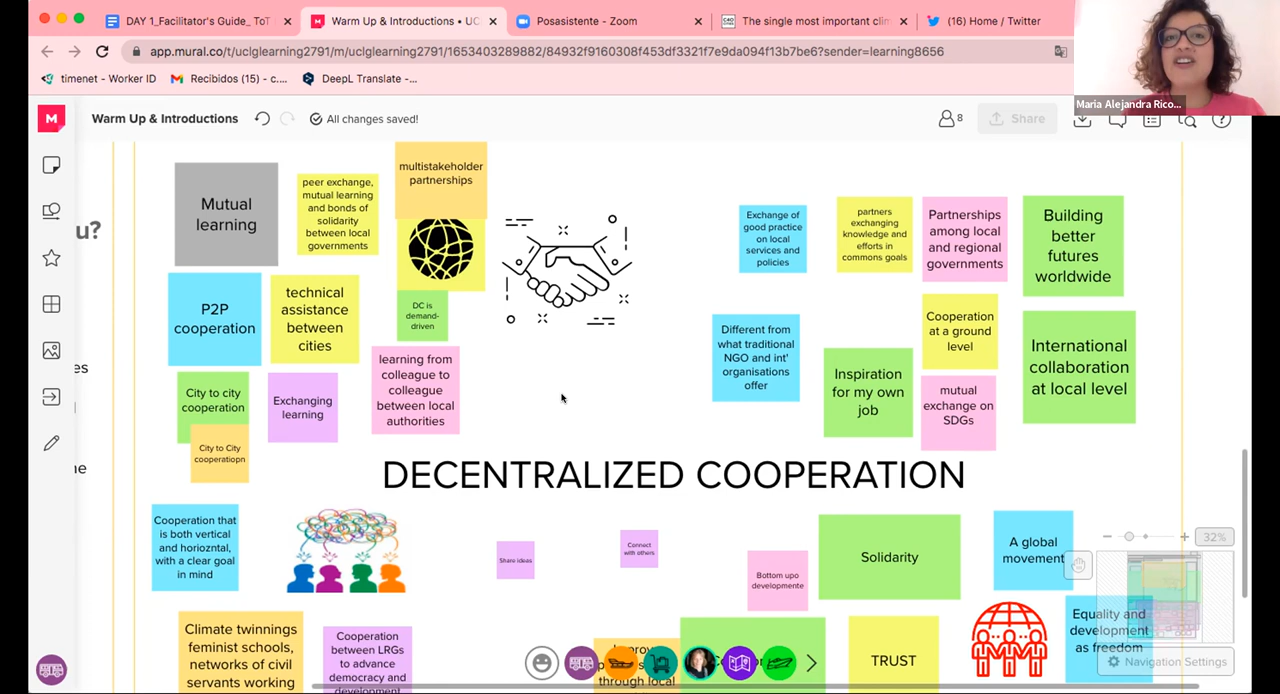 DAY 1_Facilitator's Guide_ ToT
Warm Up & Introductions • UC
Posasistente - Zoom
The single most important clim
(16) Home / Twitter
app.mural.co/t/uclglearning2791/m/uclglearning2791/1653403289882/84932f9160308f453df3321f7e9da094f13b7be6?sender=learning8656
timenet - Worker ID
Recibidos (15) - c....
DeepL Translate -...
Maria Alejandra Rico...
Warm Up & Introductions
All changes saved!
8
Share
u?
es
ne
Mutual
learning
peer exchange,
mutual learning
and bonds of
solidarity
between local
governments
multistakeholder
partnerships
P2P
cooperation
technical
assistance
between
cities
DC is
demand-
driven
learning from
colleague to
colleague
between local
authorities
City to city
cooperation
Exchanging
learning
City to City
cooperatiopn
Exchange of
good practice
on local
services and
policies
partners
exchanging
knowledge and
efforts in
commons goals
Partnerships
among local
and regional
governments
Building
better
futures
worldwide
Different from
what traditional
NGO and int'
organisations
offer
Inspiration
for my own
job
Cooperation
at a ground
level
mutual
exchange on
SDGs
International
collaboration
at local level
DECENTRALIZED COOPERATION
Cooperation that
is both vertical
and horiozntal,
with a clear goal
in mind
Share ideas
Connect
with others
Bottom upo
developmente
Solidarity
A global
movement
32%
Climate twinnings
feminist schools,
networks of civil
servants working
Cooperation
between LRGs
to advance
democracy and
development
through local
TRUST
Equality and
development
as freedom
Navigation Settings